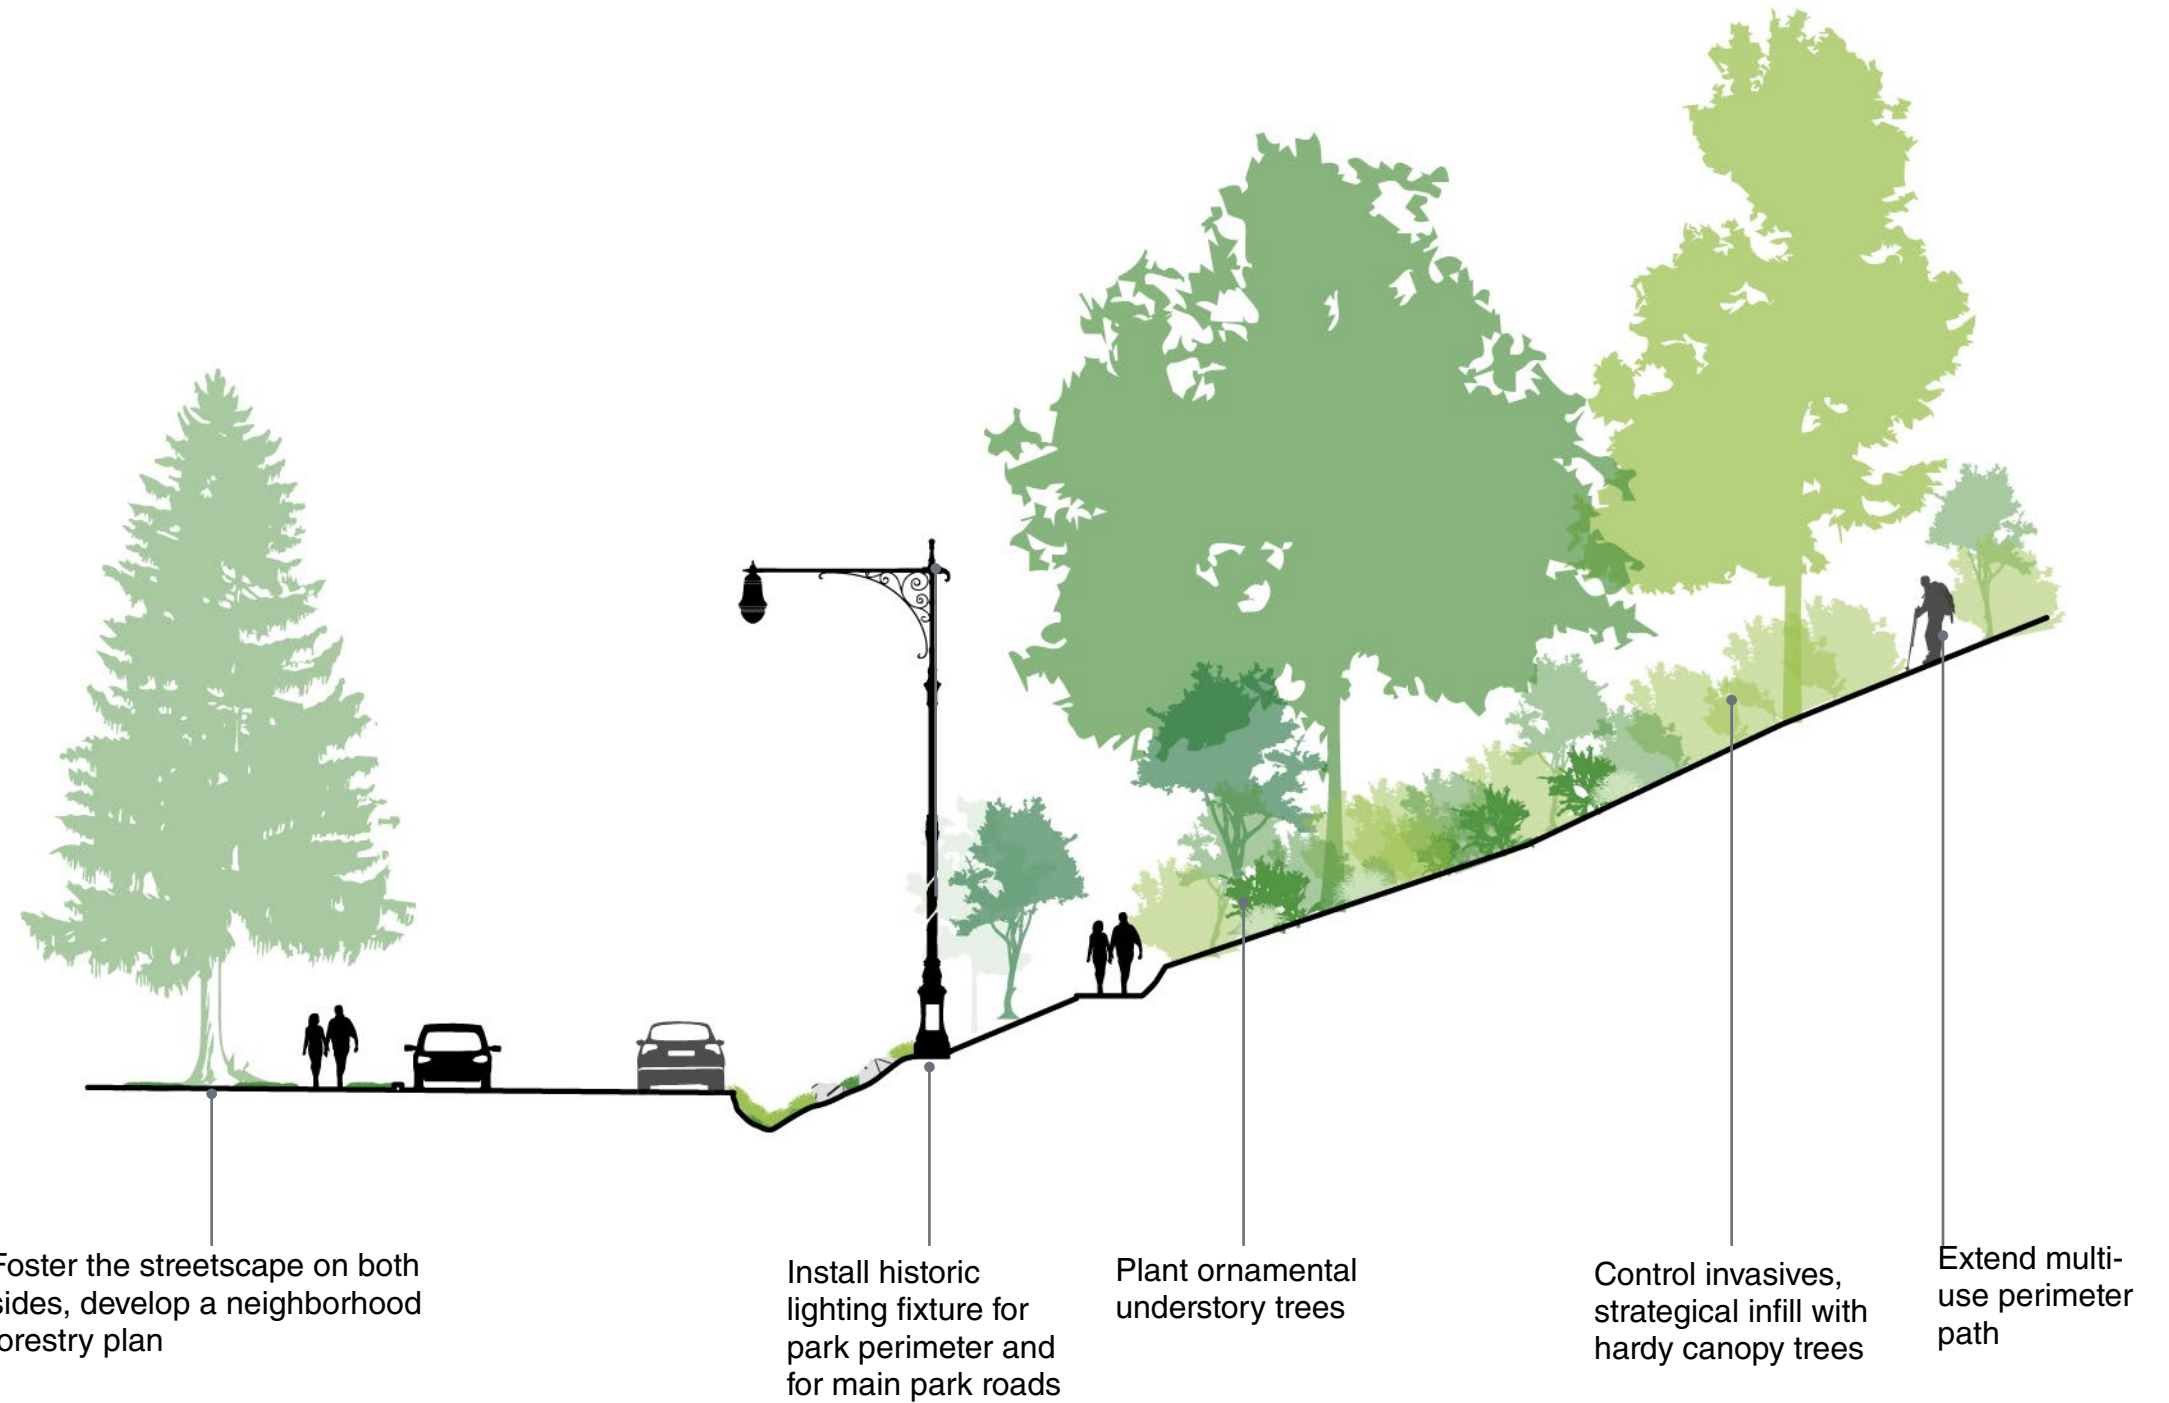 Foster the streetscape on both
sides, develop a neighborhood
forestry plan
Install historic
lighting fixture for
park perimeter and
for main park roads
Plant ornamental
understory trees
Control invasives,
strategical infill with
hardy canopy trees
Extend multi-
use perimeter
path